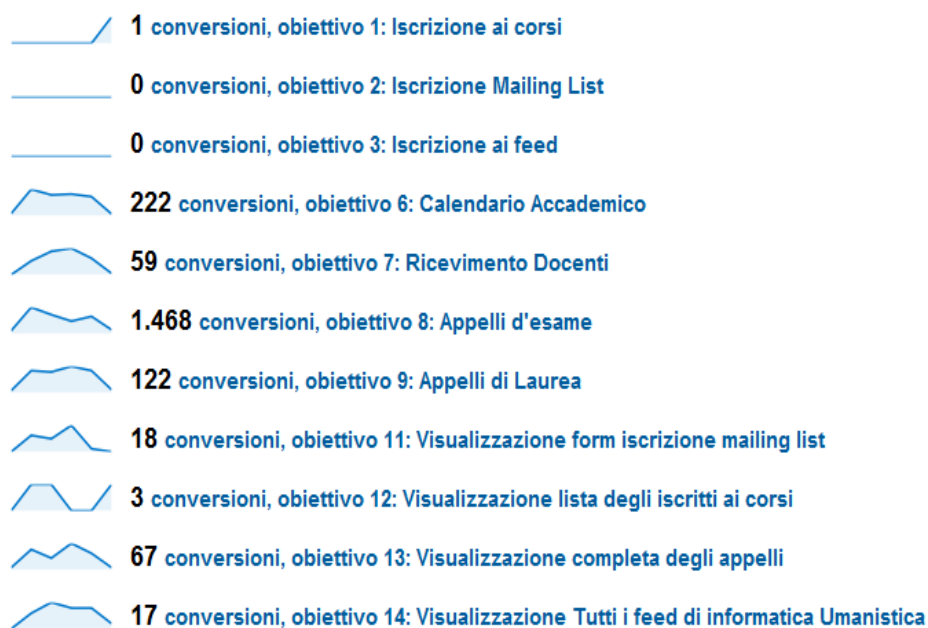 1 conversioni, obiettivo 1: Iscrizione ai corsi
0 conversioni, obiettivo 2: Iscrizione Mailing List
0 conversioni, obiettivo 3: Iscrizione ai feed
222 conversioni, obiettivo 6: Calendario Accademico
59 conversioni, obiettivo 7: Ricevimento Docenti
1.468 conversioni, obiettivo 8: Appelli d'esame
122 conversioni, obiettivo 9: Appelli di Laurea
18 conversioni, obiettivo 11: Visualizzazione form iscrizione mailing list
3 conversioni, obiettivo 12: Visualizzazione lista degli iscritti ai corsi
67 conversioni, obiettivo 13: Visualizzazione completa degli appelli
17 conversioni, obiettivo 14: Visualizzazione Tutti i feed di informatica Umanistica